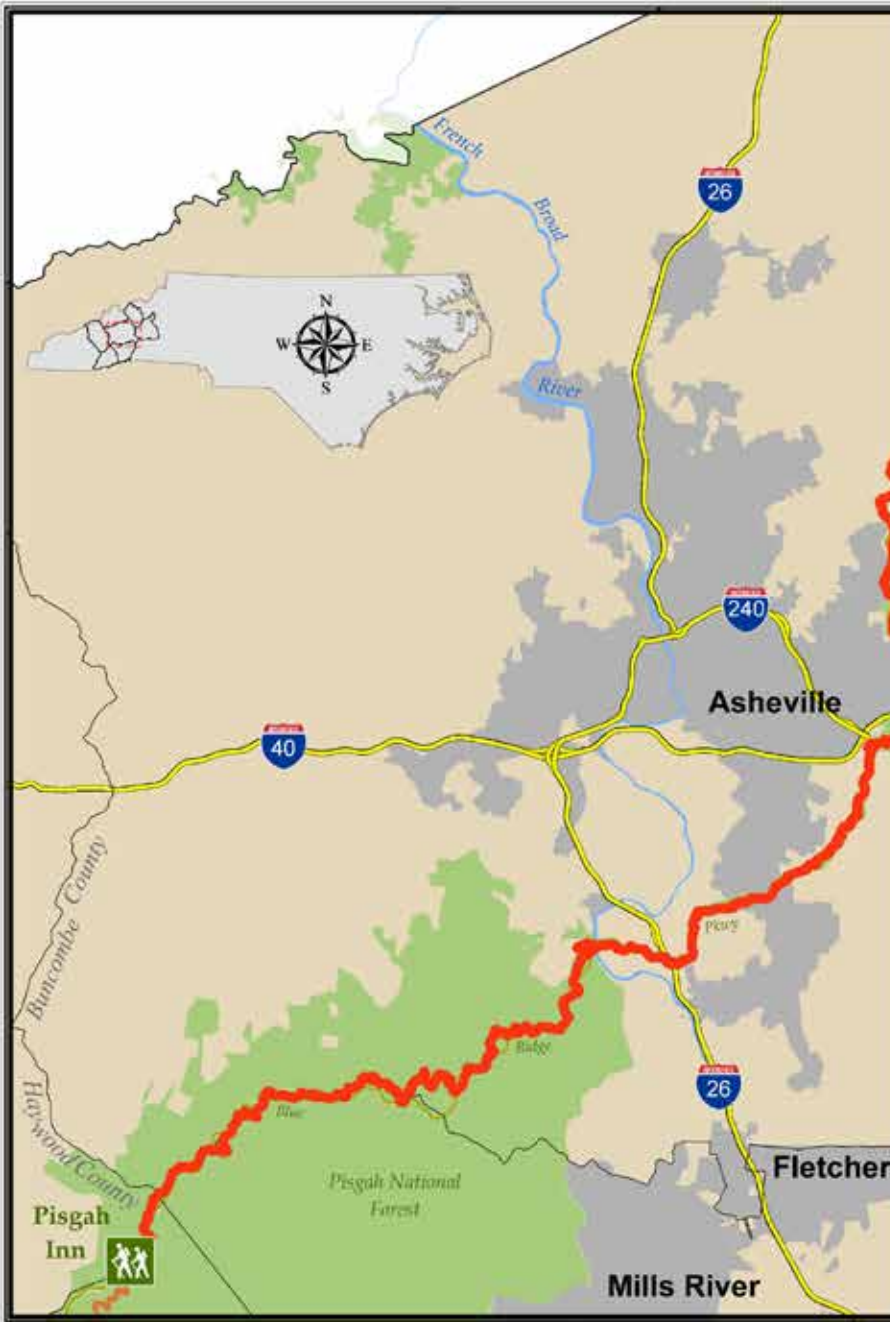 French
Broad
River
26
N
W
E
S
240
Asheville
40
Buncombe County
Pkwy
Ridge
Blue
26
Haywood County
Pisgah National
Forest
Fletcher
Pisgah
Inn
Mills River